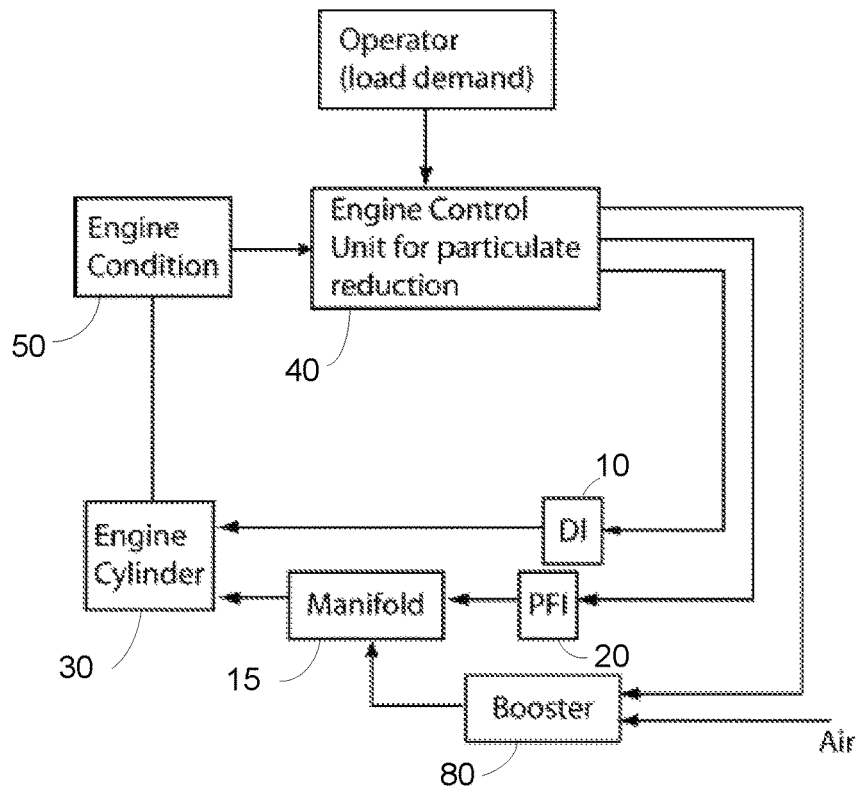 Operator
(load demand)
Engine
Condition
50
Engine Control
Unit for particulate
reduction
40
10
DI
Engine
Cylinder
30
Manifold
15
PFI
20
Booster
80
Air